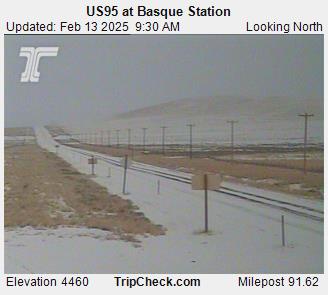 US95 at Basque Station
Updated: Feb 13 2025 9:30 AM Looking North
Elevation 4460 TripCheck.com Milepost 91.62